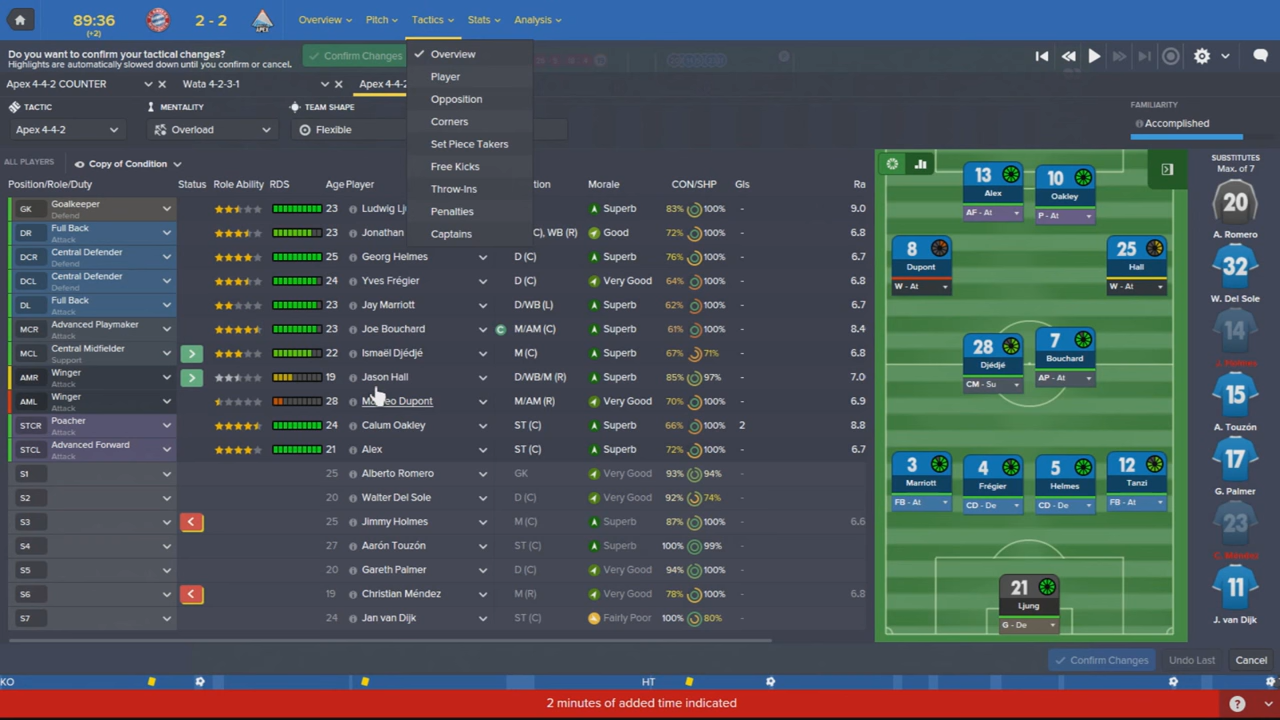 89:36
(+2)
2 - 2
APEX
Overview
Pitch
Tactics
Stats
Analysis
Do you want to confirm your tactical changes?
Highlights are automatically slowed down until you confirm or cancel.
Confirm Changes
Apex 4-4-2 COUNTER
Wata 4-2-3-1
Apex 4-4-2
Overview
Player
Opposition
Corners
Set Piece Takers
Free Kicks
Throw-Ins
Penalties
Captains
TACTIC
Apex 4-4-2
MENTALITY
Overload
TEAM SHAPE
Flexible
FAMILIARITY
Accomplished
ALL PLAYERS
Copy of Condition
Position/Role/Duty Status Role Ability RDS Age Player Morale CON/SHP Gls Ra
GK Goalkeeper Defend 23 Superb 83% 100% - 9.0
DR Full Back Attack 23 Jonathan C), WB (R) Good 72% 100% - 6.8
DCR Central Defender Attack 25 Georg Helmes D (C) Superb 76% 100% - 6.7
DCL Central Defender Attack 24 Yves Frégier D (C) Very Good 64% 100% - 6.8
DL Full Back Attack 23 Jay Marriott D/WB (L) Superb 62% 100% - 6.7
MCR Advanced Playmaker Attack 23 Joe Bouchard C M/AM (C) Superb 61% 100% - 8.4
MCL Central Midfielder Support 22 Ismaël Djédjé M (C) Superb 67% 71% - 6.8
AMR Winger Attack 19 Jason Hall D/WB/M (R) Superb 85% 97% - 7.0
AML Winger Attack 28 Dupont M/AM (R) Very Good 70% 100% - 6.9
STCR Poacher Attack 24 Calum Oakley ST (C) Superb 66% 100% 2 8.8
STCL Advanced Forward Attack 21 Alex ST (C) Superb 72% 100% - 6.7
S1 25 Alberto Romero GK Very Good 93% 94% -
S2 20 Walter Del Sole D (C) Very Good 92% 74% -
S3 25 Jimmy Holmes M (C) Superb 87% 100% - 6.6
S4 27 Aarón Touzón ST (C) Superb 100% 99% -
S5 20 Gareth Palmer D (C) Very Good 94% 100% -
S6 19 Christian Méndez M (R) Very Good 78% 100% - 6.8
S7 24 Jan van Dijk ST (C) Fairly Poor 100% 80% -
13
Alex
AF - At
10
Oakley
P - At
8
Dupont
W - At
25
Hall
W - At
28
Djédjé
CM - Su
7
Bouchard
AP - At
3
Marriott
FB - At
4
Frégier
CD - De
5
Helmes
CD - De
12
Tanzi
FB - At
21
Ljung
G - De
SUBSTITUTES
Max. of 7
20
A. Romero
32
W. Del Sole
14
J. Holmes
15
A. Touzón
17
G. Palmer
23
C. Méndez
11
J. van Dijk
Confirm Changes
Undo Last
Cancel
KO
HT
2 minutes of added time indicated
?